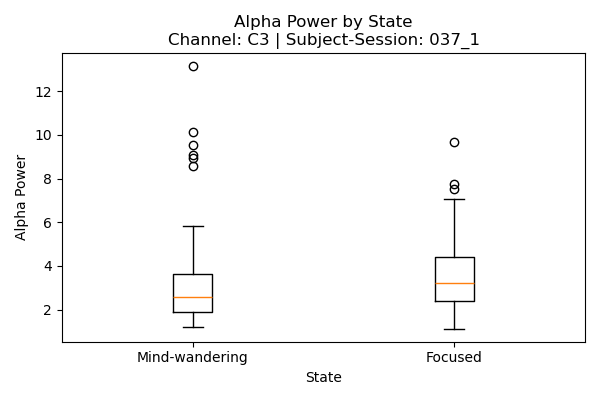 Alpha Power by State
Channel: C3 | Subject-Session: 037_1
Alpha Power
12
10
8
6
4
2
Mind-wandering
Focused
State